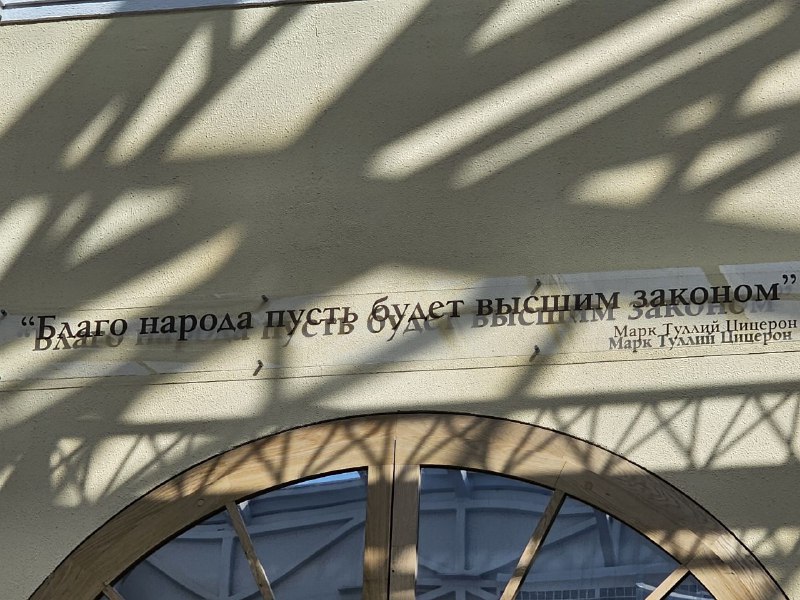 “Благо народа пусть будет высшим законом”
Марк Туллий Цицерон